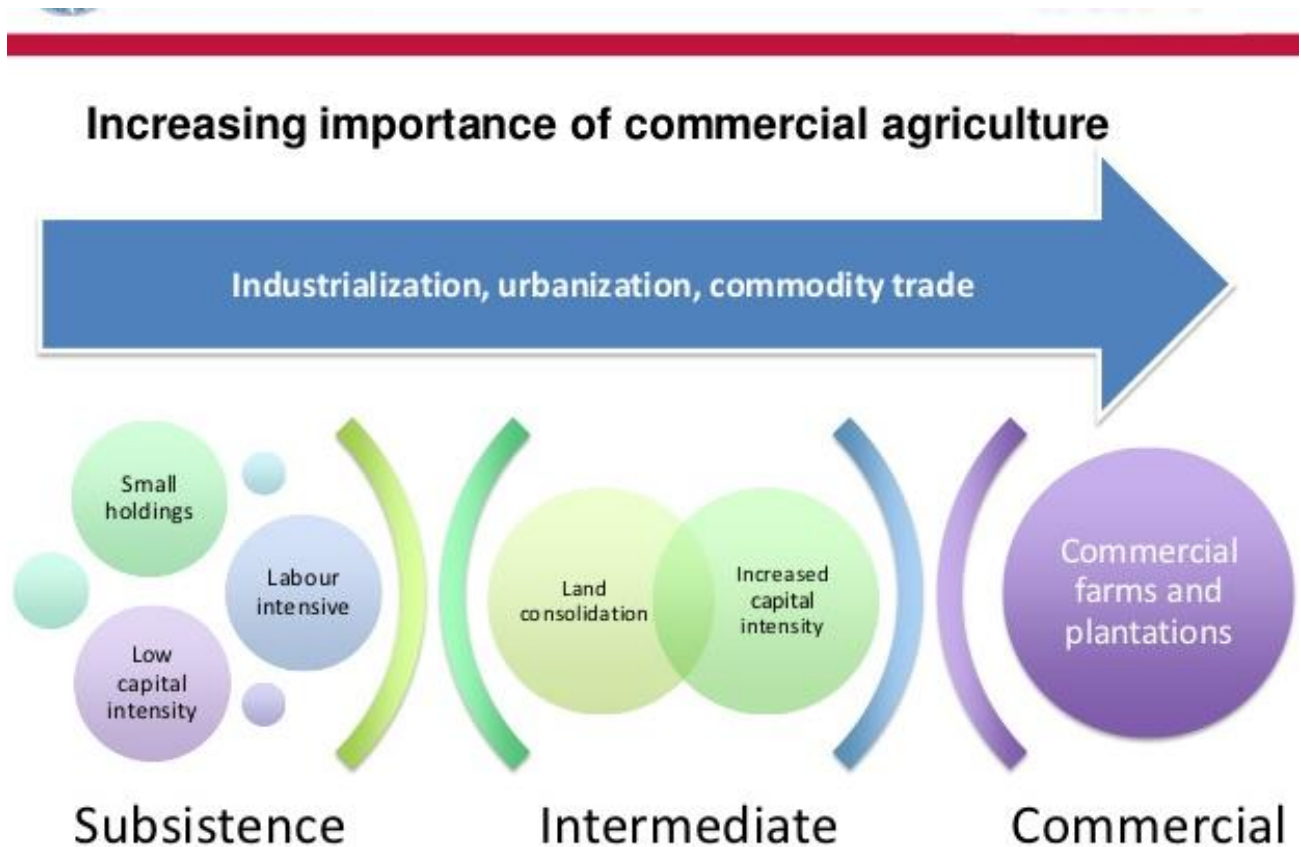 Increasing importance of commercial agriculture
Industrialization, urbanization, commodity trade
Small
holdings
Labour
intensive
Low
capital
intensity
Land
consolidation
Increased
capital
intensity
Commercial
farms and
plantations
Subsistence
Intermediate
Commercial